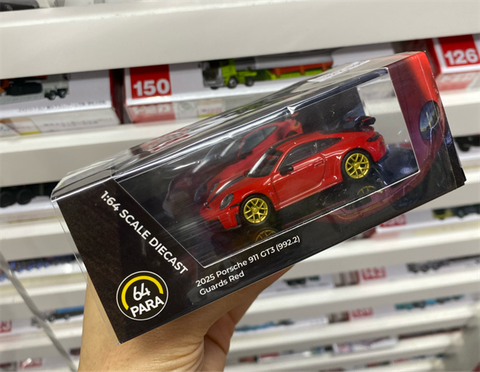 150
126
1:64 SCALE DIECAST
64
PARA
2025 Porsche 911 GT3 (992.2)
Guards Red